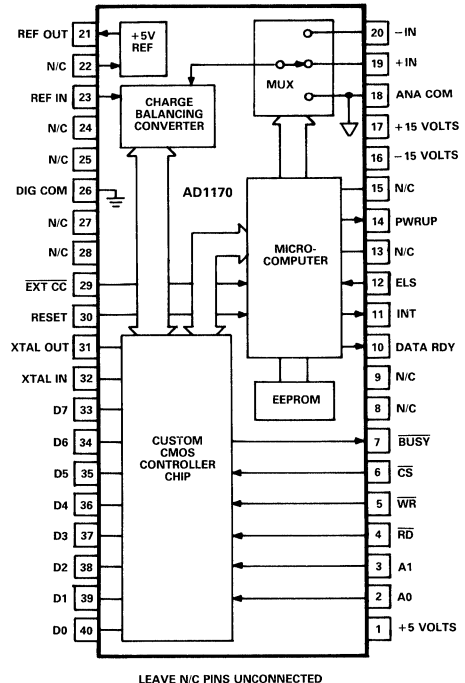 REF OUT 21 +5V REF 20 −IN
N/C 22 19 +IN
MUX
REF IN 23 CHARGE BALANCING CONVERTER 18 ANA COM
N/C 24 17 +15 VOLTS
N/C 25 16 −15 VOLTS
DIG COM 26 AD1170 15 N/C
N/C 27 14 PWRUP
N/C 28 MICRO-COMPUTER 13 N/C
EXT CC 29 12 ELS
RESET 30 11 INT
XTAL OUT 31 10 DATA RDY
XTAL IN 32 9 N/C
D7 33 EEPROM 8 N/C
D6 34 7 BUSY
D5 35 CUSTOM CMOS CONTROLLER CHIP 6 CS
D4 36 5 WR
D3 37 4 RD
D2 38 3 A1
D1 39 2 A0
D0 40 1 +5 VOLTS
LEAVE N/C PINS UNCONNECTED